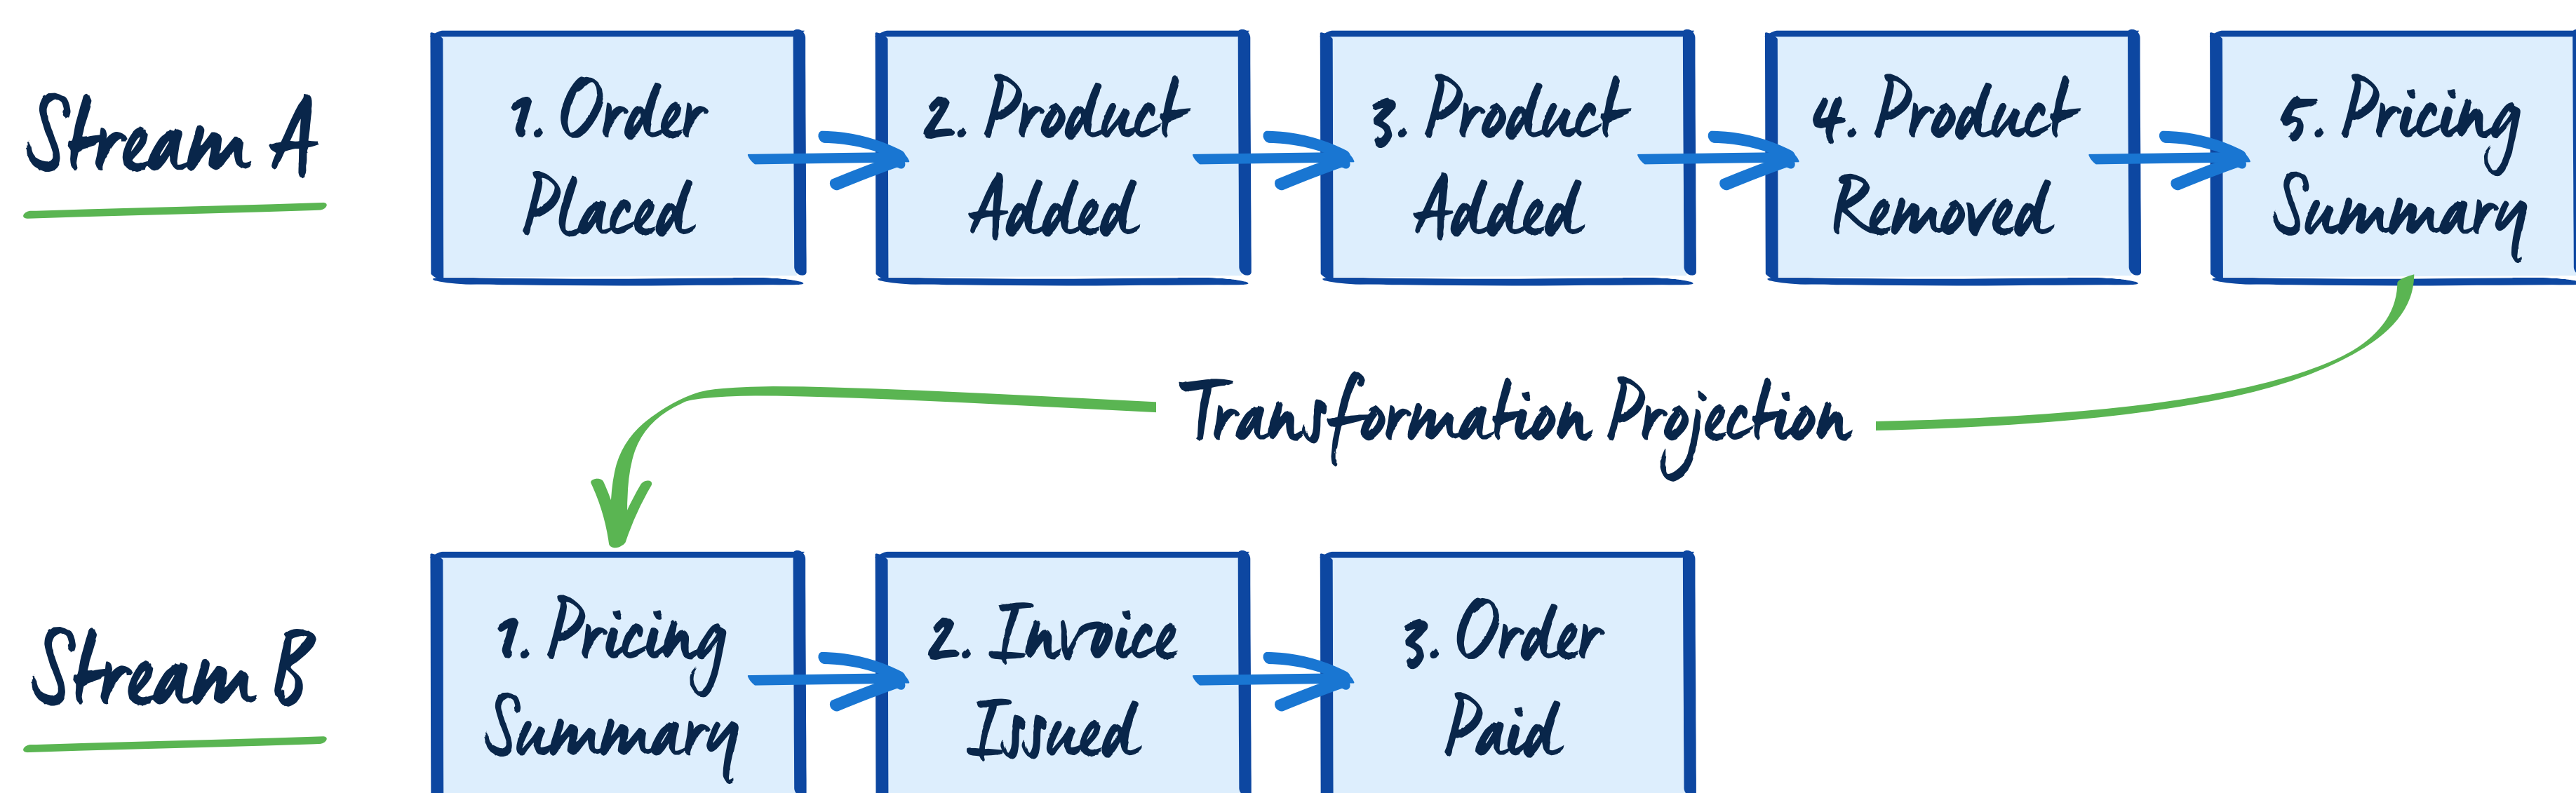 Stream A
1. Order
Placed
2. Product
Added
3. Product
Added
4. Product
Removed
5. Pricing
Summary
Transformation Projection
Stream B
1. Pricing
Summary
2. Invoice
Issued
3. Order
Paid